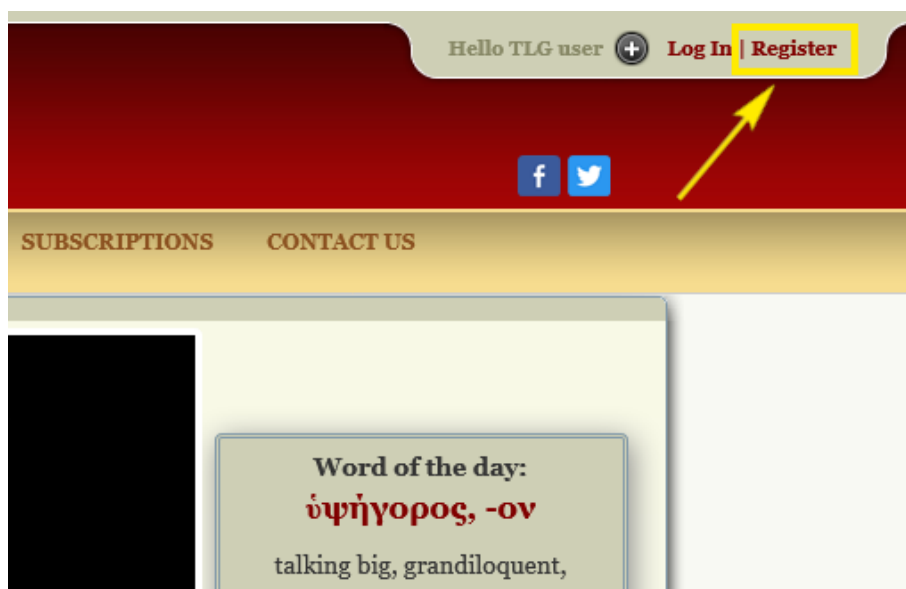 Hello TLG user Log In | Register
SUBSCRIPTIONS CONTACT US
Word of the day:
ὑψήγορος, -ον
talking big, grandiloquent,